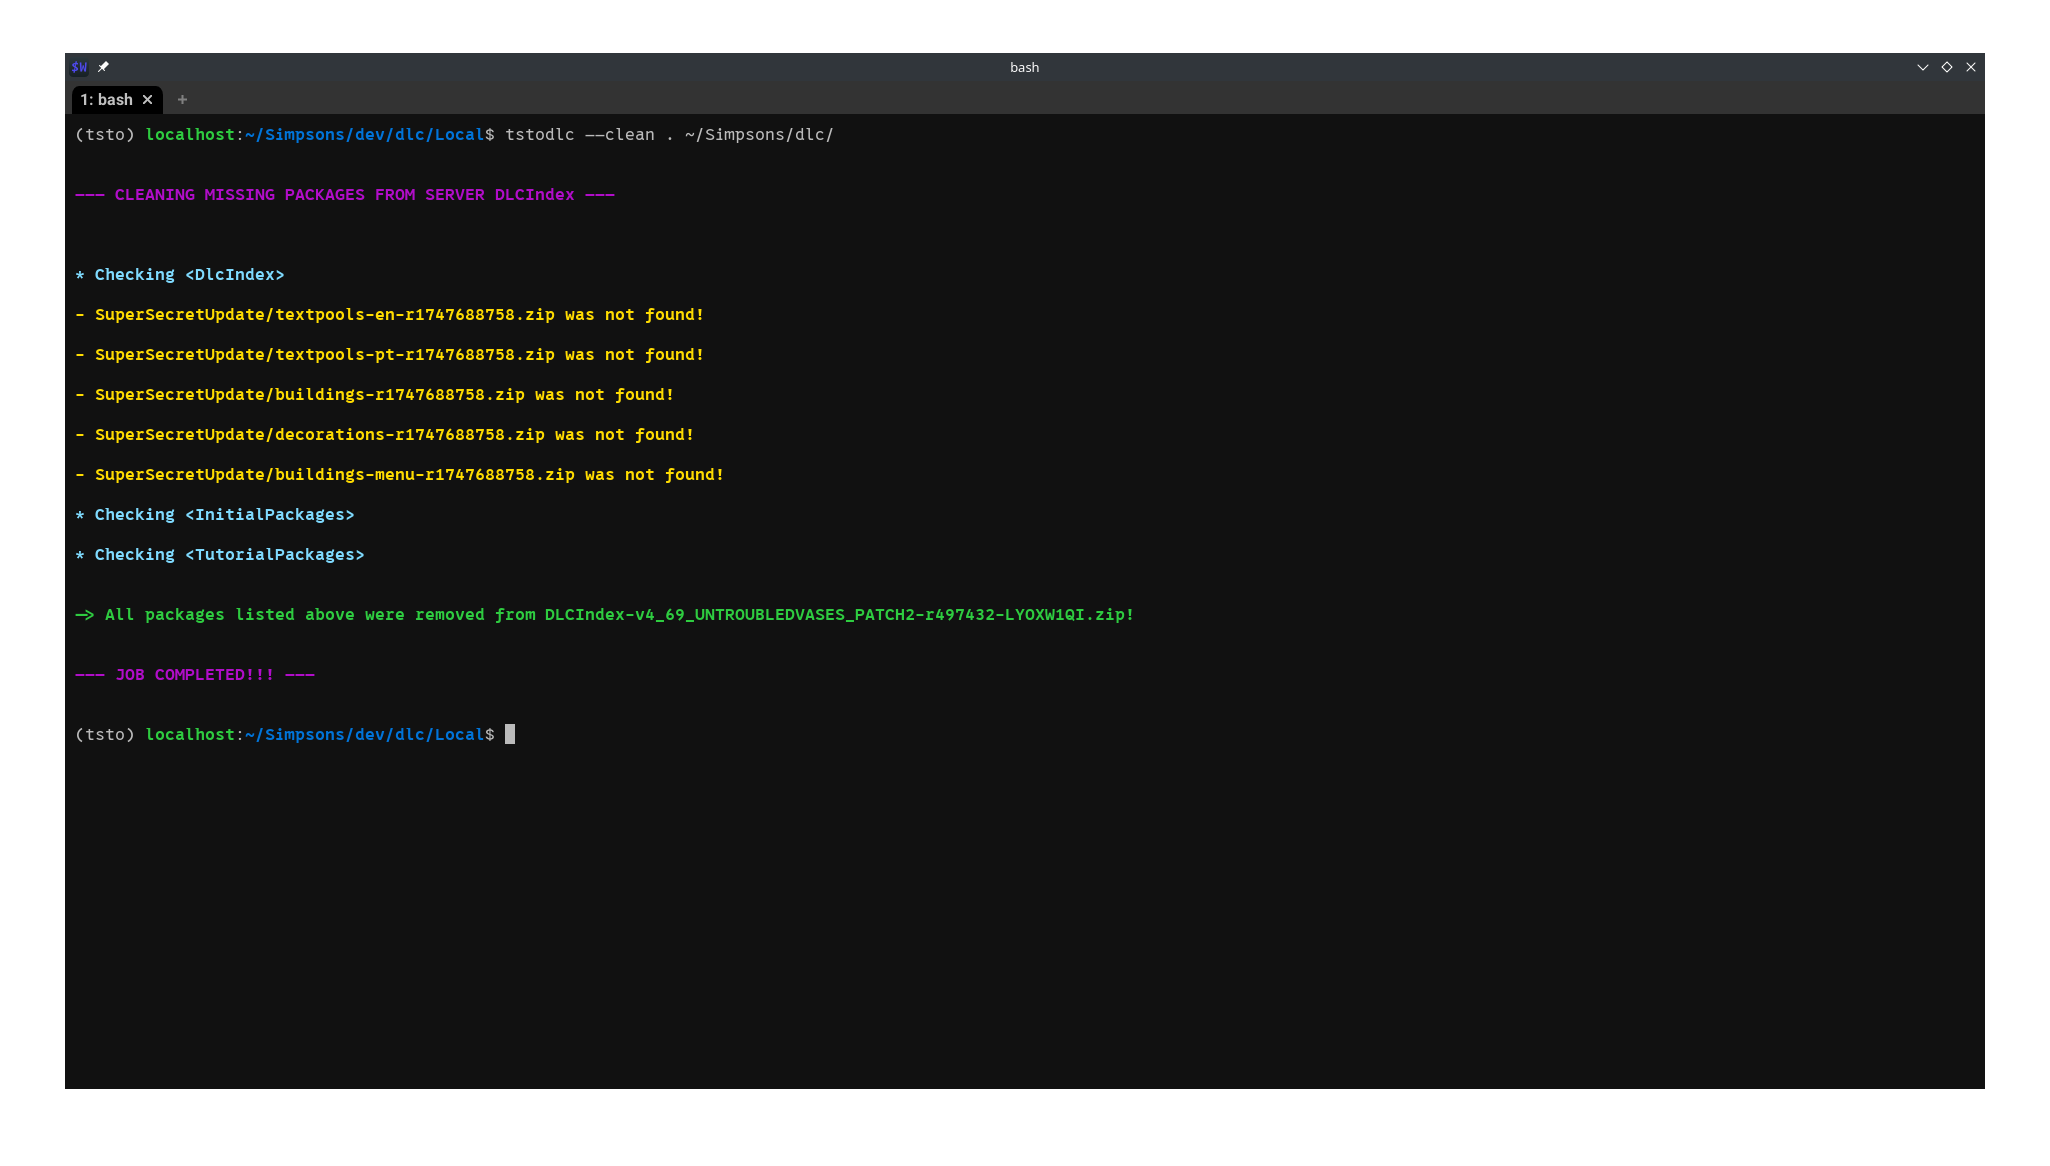 $W
bash
1: bash × +
(tsto) localhost:~/Simpsons/dev/dlc/Local$ tstodlc --clean . ~/Simpsons/dlc/
--- CLEANING MISSING PACKAGES FROM SERVER DLCIndex ---
* Checking <DlcIndex>
- SuperSecretUpdate/textpools-en-r1747688758.zip was not found!
- SuperSecretUpdate/textpools-pt-r1747688758.zip was not found!
- SuperSecretUpdate/buildings-r1747688758.zip was not found!
- SuperSecretUpdate/decorations-r1747688758.zip was not found!
- SuperSecretUpdate/buildings-menu-r1747688758.zip was not found!
* Checking <InitialPackages>
* Checking <TutorialPackages>
-> All packages listed above were removed from DLCIndex-v4_69_UNTROUBLEDVASES_PATCH2-r497432-LYOXW1QI.zip!
--- JOB COMPLETED!!! ---
(tsto) localhost:~/Simpsons/dev/dlc/Local$